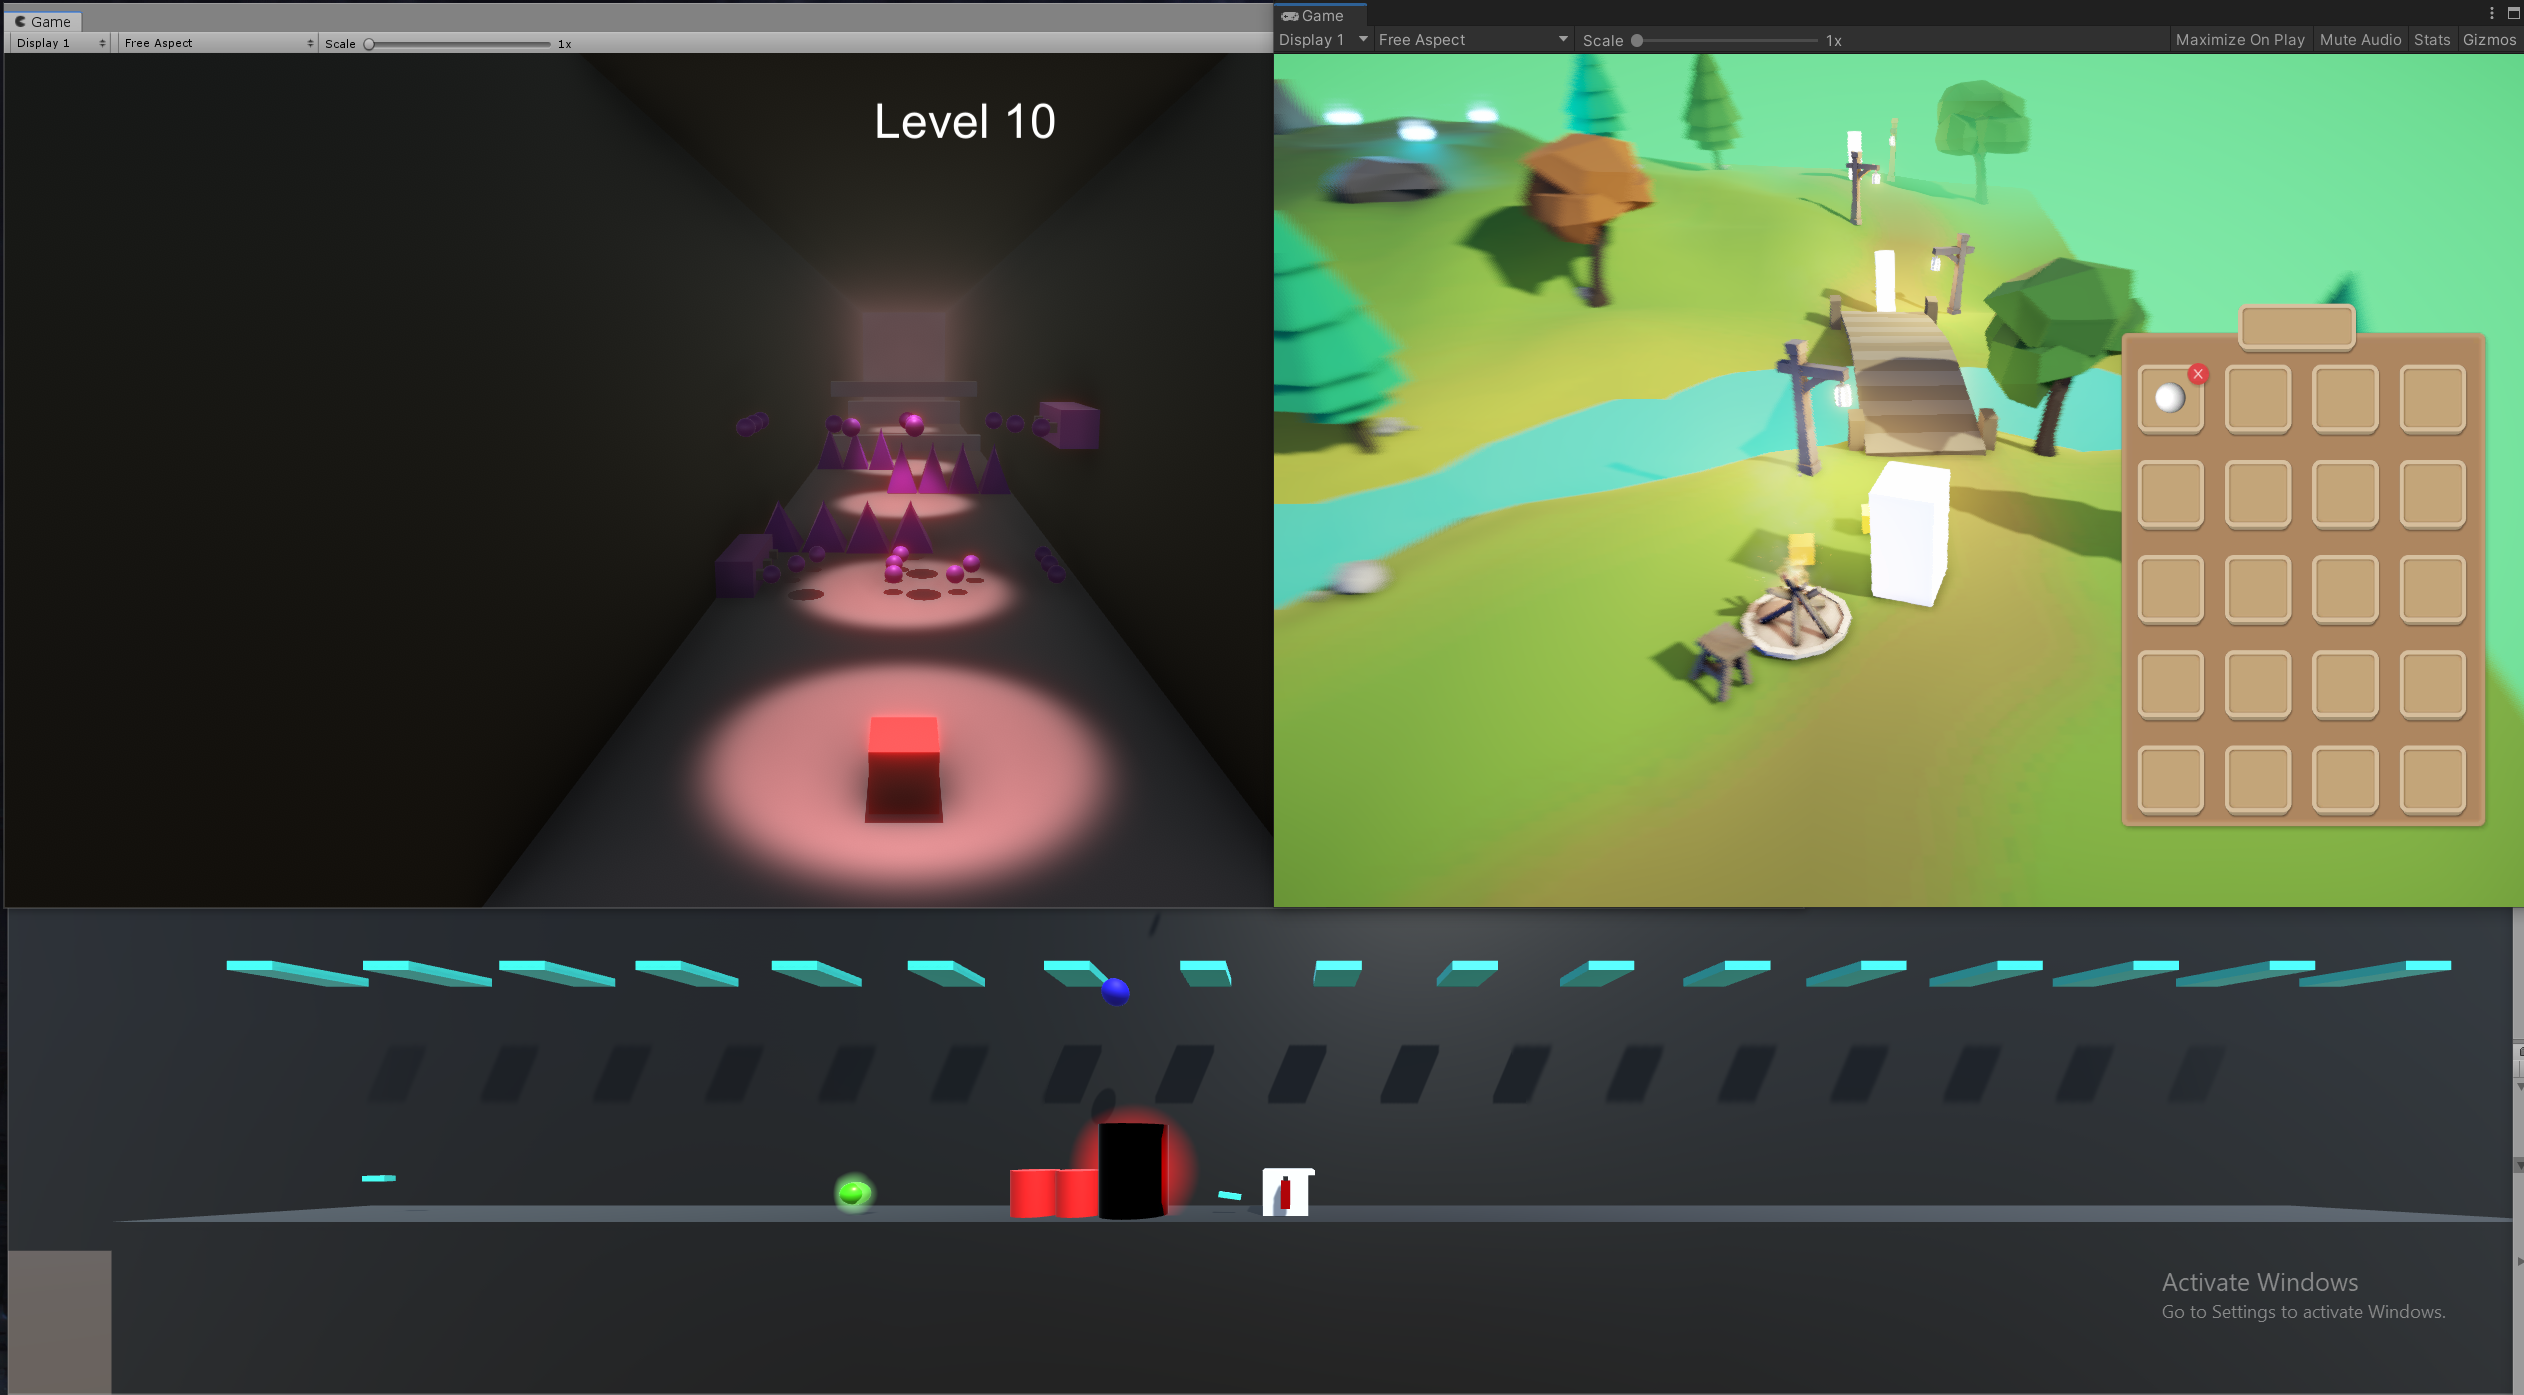 Game
Display 1
Free Aspect
Scale
1x
Level 10
Game
Display 1
Free Aspect
Scale
1x
Maximize On Play
Mute Audio
Stats
Gizmos
X
Activate Windows
Go to Settings to activate Windows.